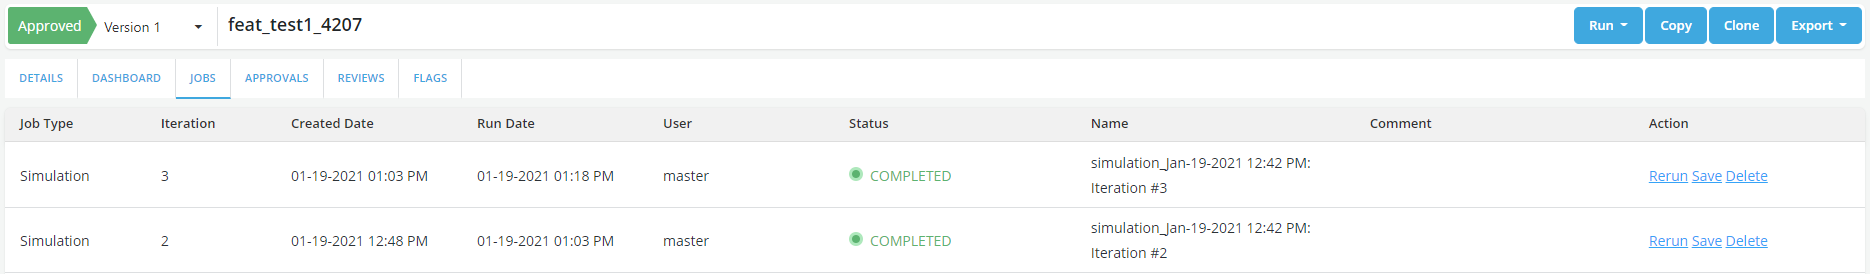 Approved Version 1 feat_test1_4207 Run Copy Clone Export
DETAILS DASHBOARD JOBS APPROVALS REVIEWS FLAGS
Job Type Iteration Created Date Run Date User Status Name Comment Action
Simulation 3 01-19-2021 01:03 PM 01-19-2021 01:18 PM master COMPLETED simulation_Jan-19-2021 12:42 PM: Rerun Save Delete
Iteration #3
Simulation 2 01-19-2021 12:48 PM 01-19-2021 01:03 PM master COMPLETED simulation_Jan-19-2021 12:42 PM: Rerun Save Delete
Iteration #2